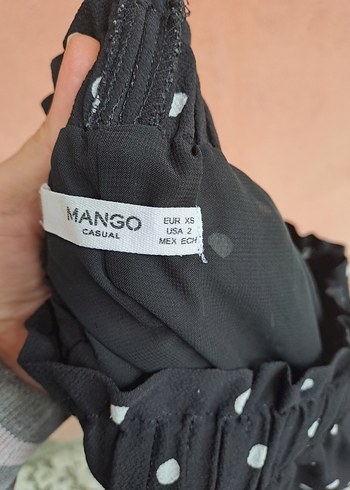 MANGO
CASUAL
EUR XS
USA 2
MEX ECH